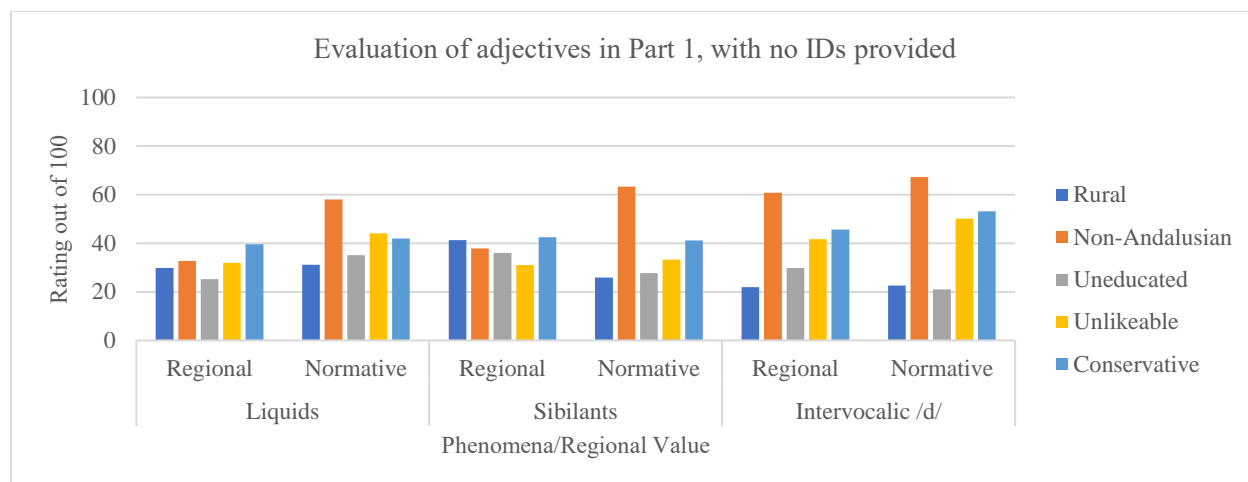 Evaluation of adjectives in Part 1, with no IDs provided
Rating out of 100
100
80
60
40
20
0
Regional Normative Regional Normative Regional Normative
Liquids Sibilants Intervocalic /d/
Phenomena/Regional Value
Rural
Non-Andalusian
Uneducated
Unlikeable
Conservative